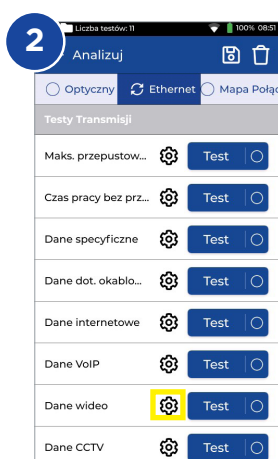 2
Liczba testów: 11
100% 08:51
Analizuj
Optyczny
Ethernet
Mapa Połąc
Testy Transmisji
Maks. przepustow... Test
Czas pracy bez prz... Test
Dane specyficzne Test
Dane dot. okablo... Test
Dane internetowe Test
Dane VoIP Test
Dane wideo Test
Dane CCTV Test